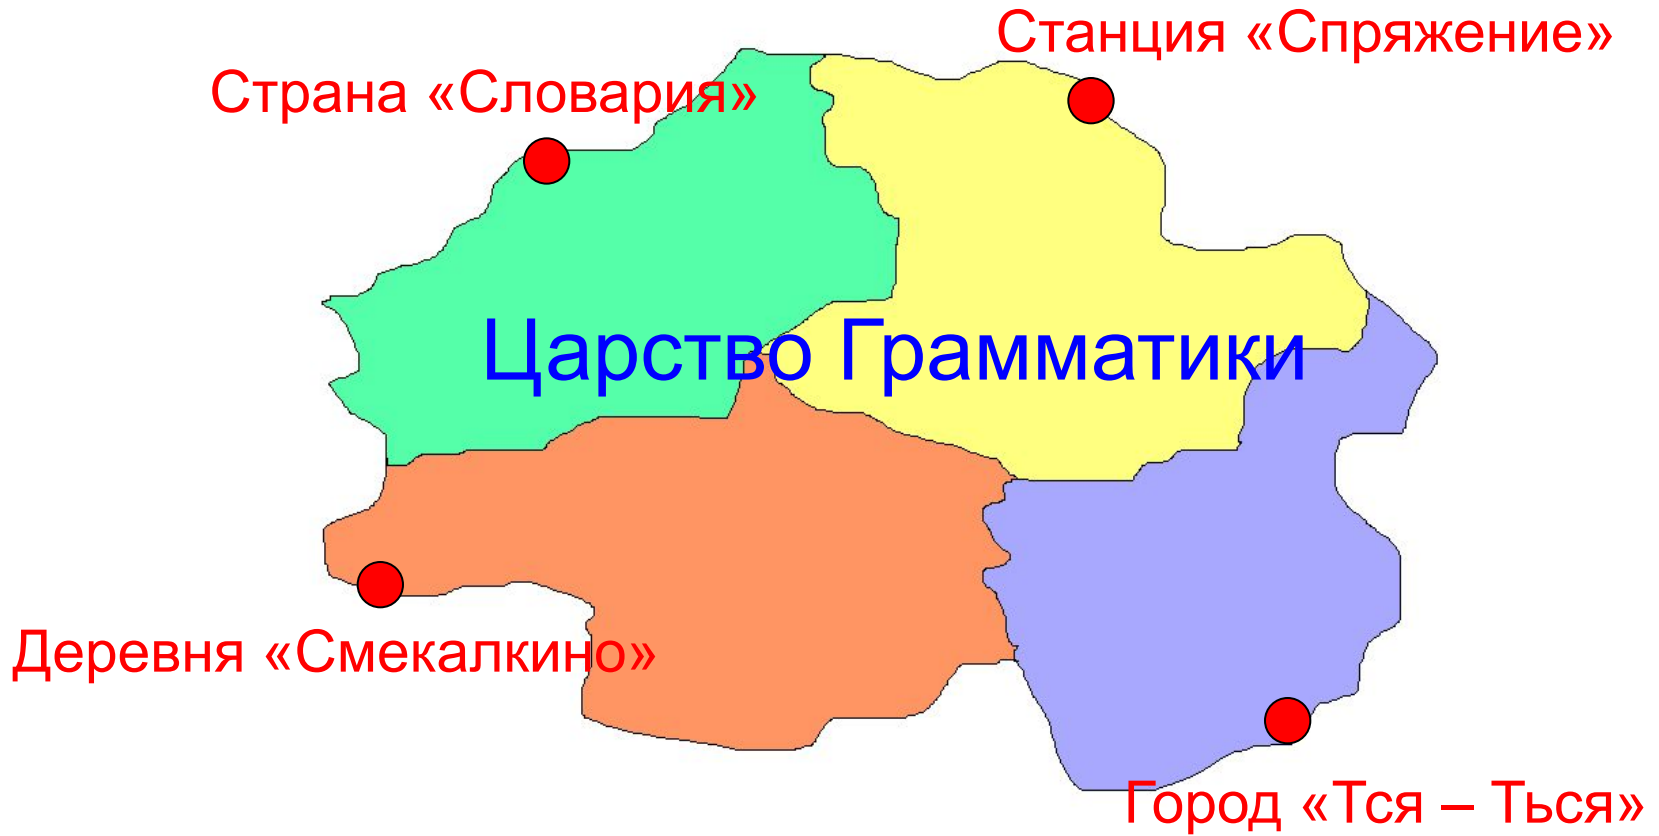 Станция «Спряжение»
Страна «Словария»
Царство Грамматики
Деревня «Смекалкино»
Город «Тся – Ться»